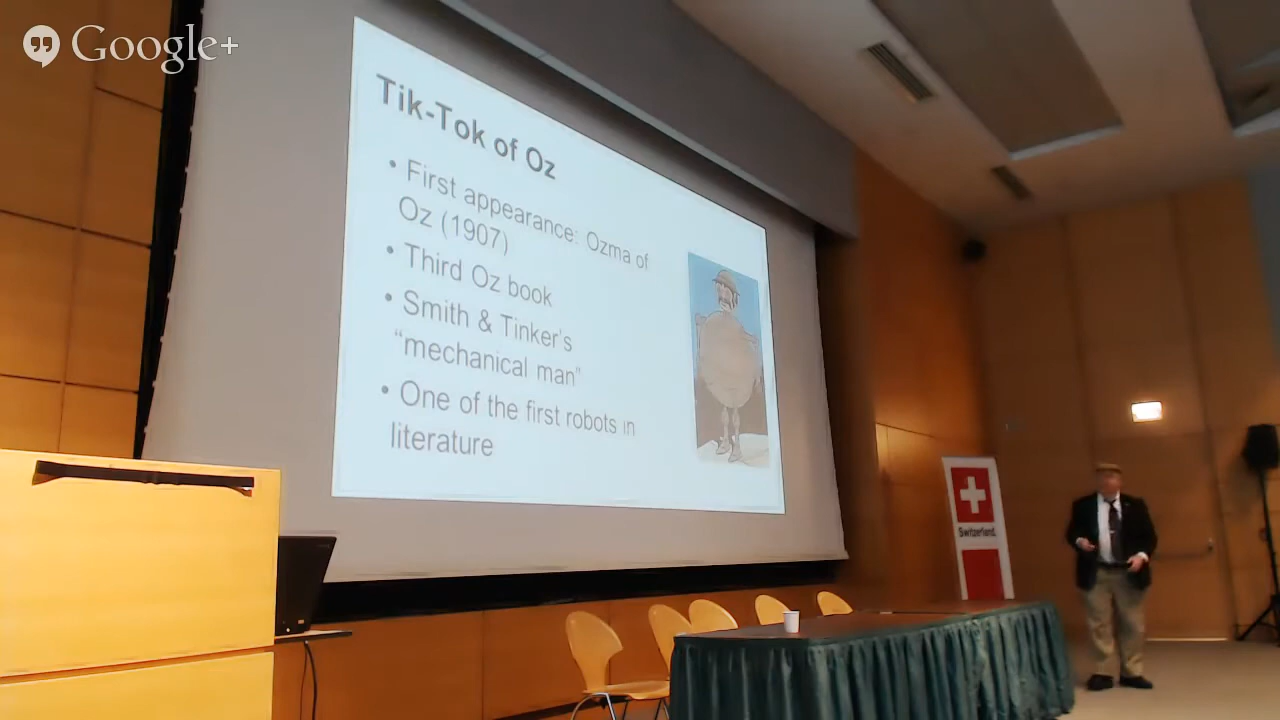 Google+
Tik-Tok of Oz
• First appearance: Ozma of
Oz (1907)
• Third Oz book
• Smith & Tinker's
“mechanical man”
• One of the first robots in
literature
Switzerland.